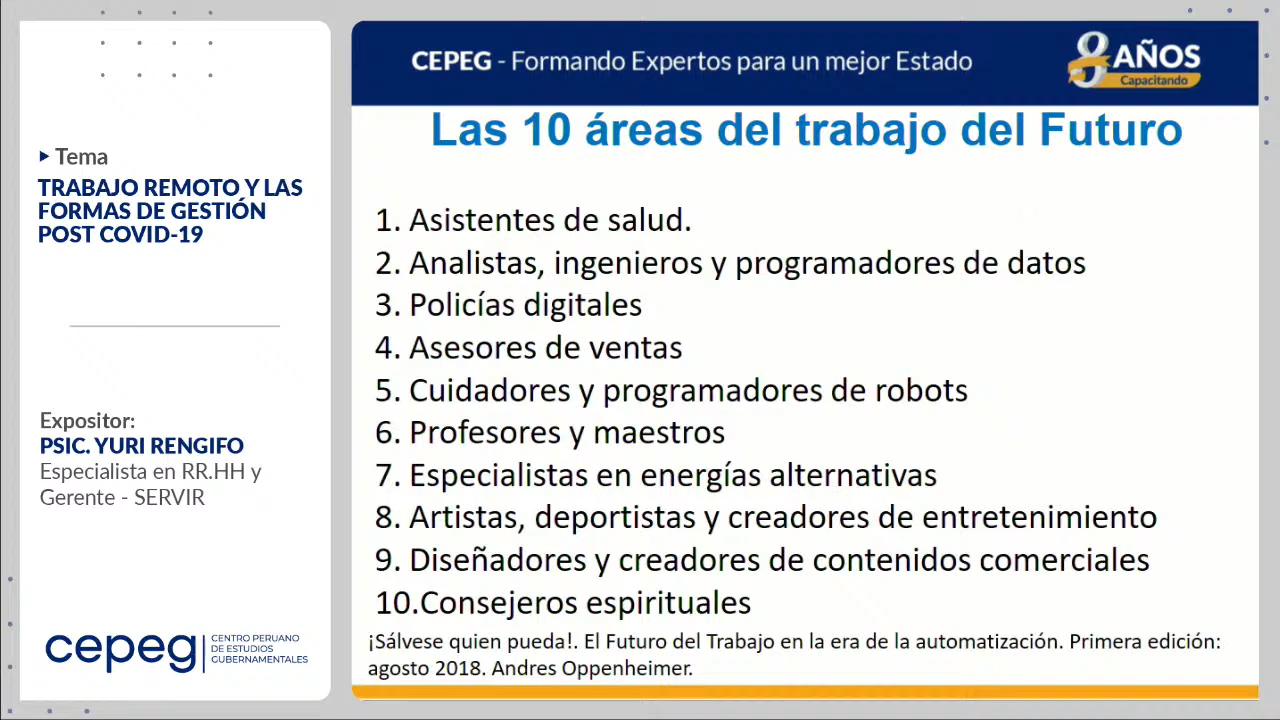 Tema
TRABAJO REMOTO Y LAS
FORMAS DE GESTIÓN
POST COVID-19
Expositor:
PSIC. YURI RENGIFO
Especialista en RR.HH y
Gerente - SERVIR
cepeg
CENTRO PERUANO
DE ESTUDIOS
GUBERNAMENTALES
CEPEG - Formando Expertos para un mejor Estado
8 AÑOS
Capacitando
Las 10 áreas del trabajo del Futuro
1. Asistentes de salud.
2. Analistas, ingenieros y programadores de datos
3. Policías digitales
4. Asesores de ventas
5. Cuidadores y programadores de robots
6. Profesores y maestros
7. Especialistas en energías alternativas
8. Artistas, deportistas y creadores de entretenimiento
9. Diseñadores y creadores de contenidos comerciales
10.Consejeros espirituales
¡Sálvese quien pueda!. El Futuro del Trabajo en la era de la automatización. Primera edición:
agosto 2018. Andres Oppenheimer.